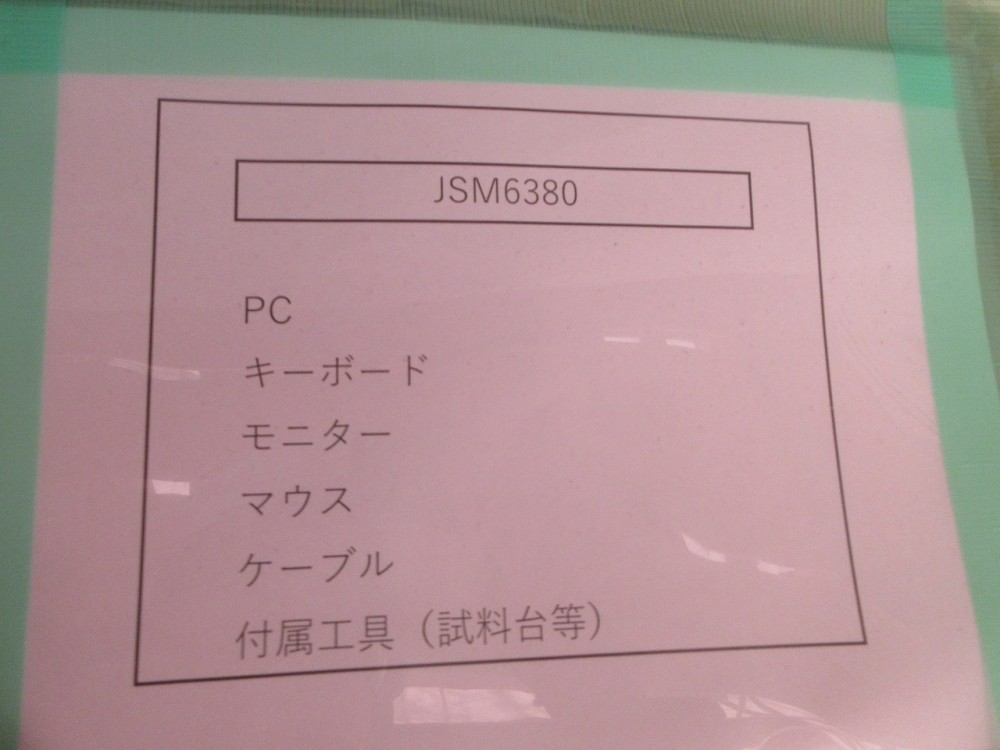 JSM6380
PC
キーボード
モニター
マウス
ケーブル
付属工具（試料台等）